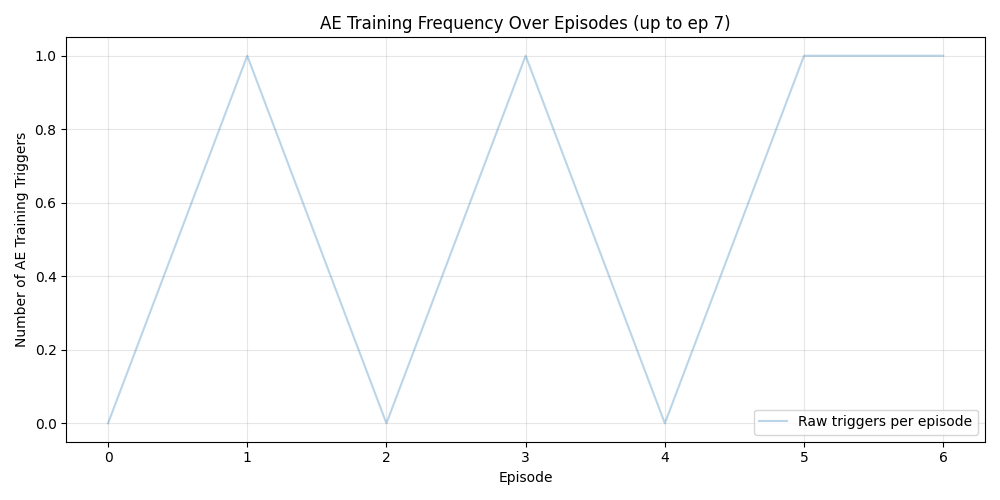 AE Training Frequency Over Episodes (up to ep 7)
Number of AE Training Triggers
1.0
0.8
0.6
0.4
0.2
0.0
Raw triggers per episode
0 1 2 3 4 5 6
Episode